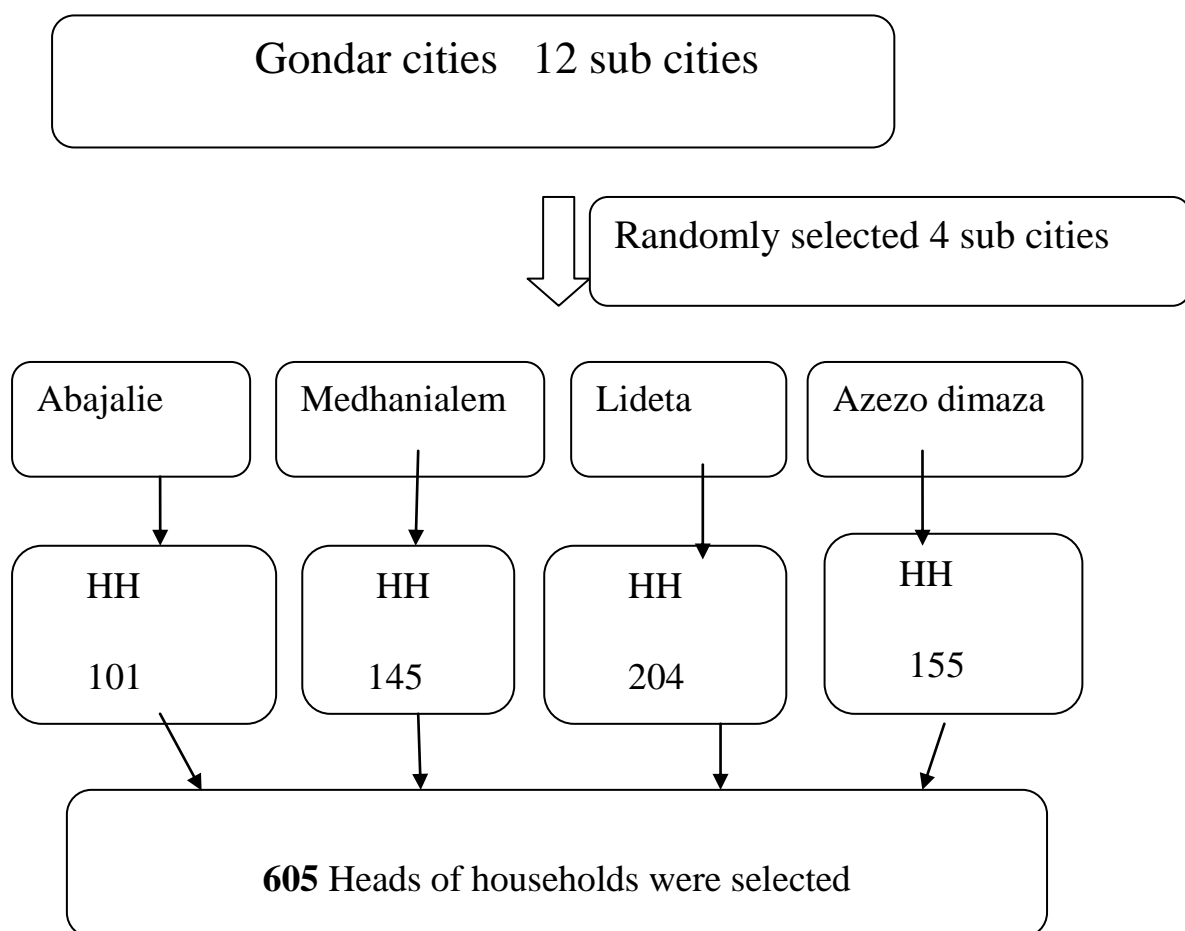 Gondar cities 12 sub cities
Randomly selected 4 sub cities
Abajalie
Medhanialem
Lideta
Azezo dimaza
HH
101
HH
145
HH
204
HH
155
605 Heads of households were selected